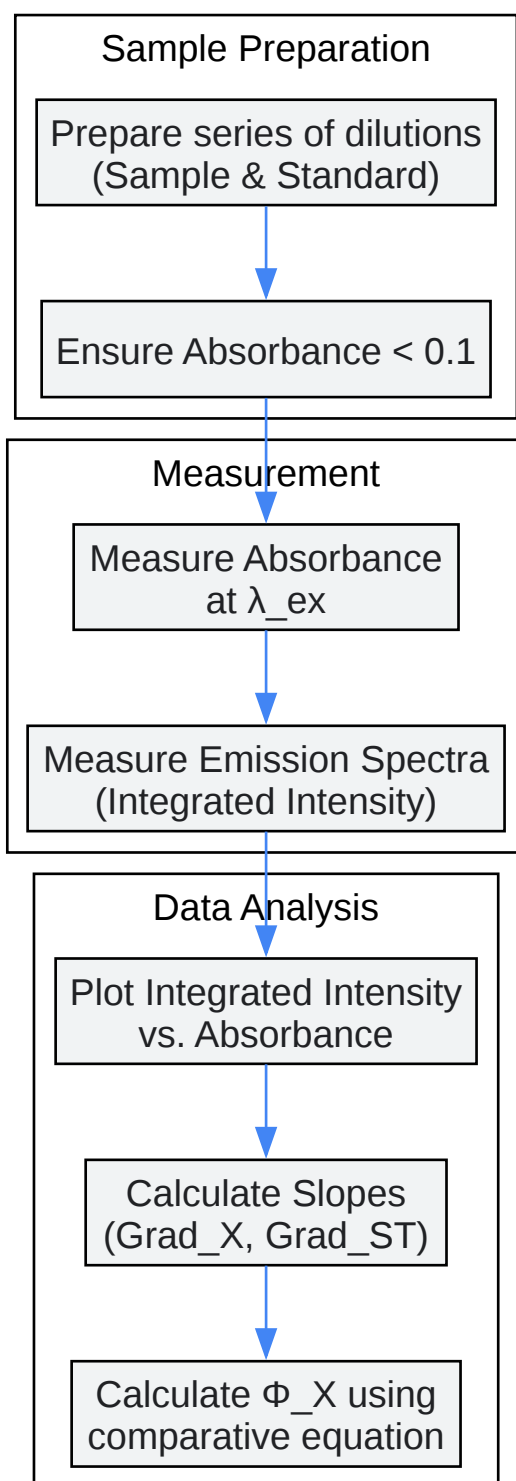 Sample Preparation
Prepare series of dilutions
(Sample & Standard)
Ensure Absorbance < 0.1
Measurement
Measure Absorbance
at λ_ex
Measure Emission Spectra
(Integrated Intensity)
Data Analysis
Plot Integrated Intensity
vs. Absorbance
Calculate Slopes
(Grad_X, Grad_ST)
Calculate Φ_X using
comparative equation